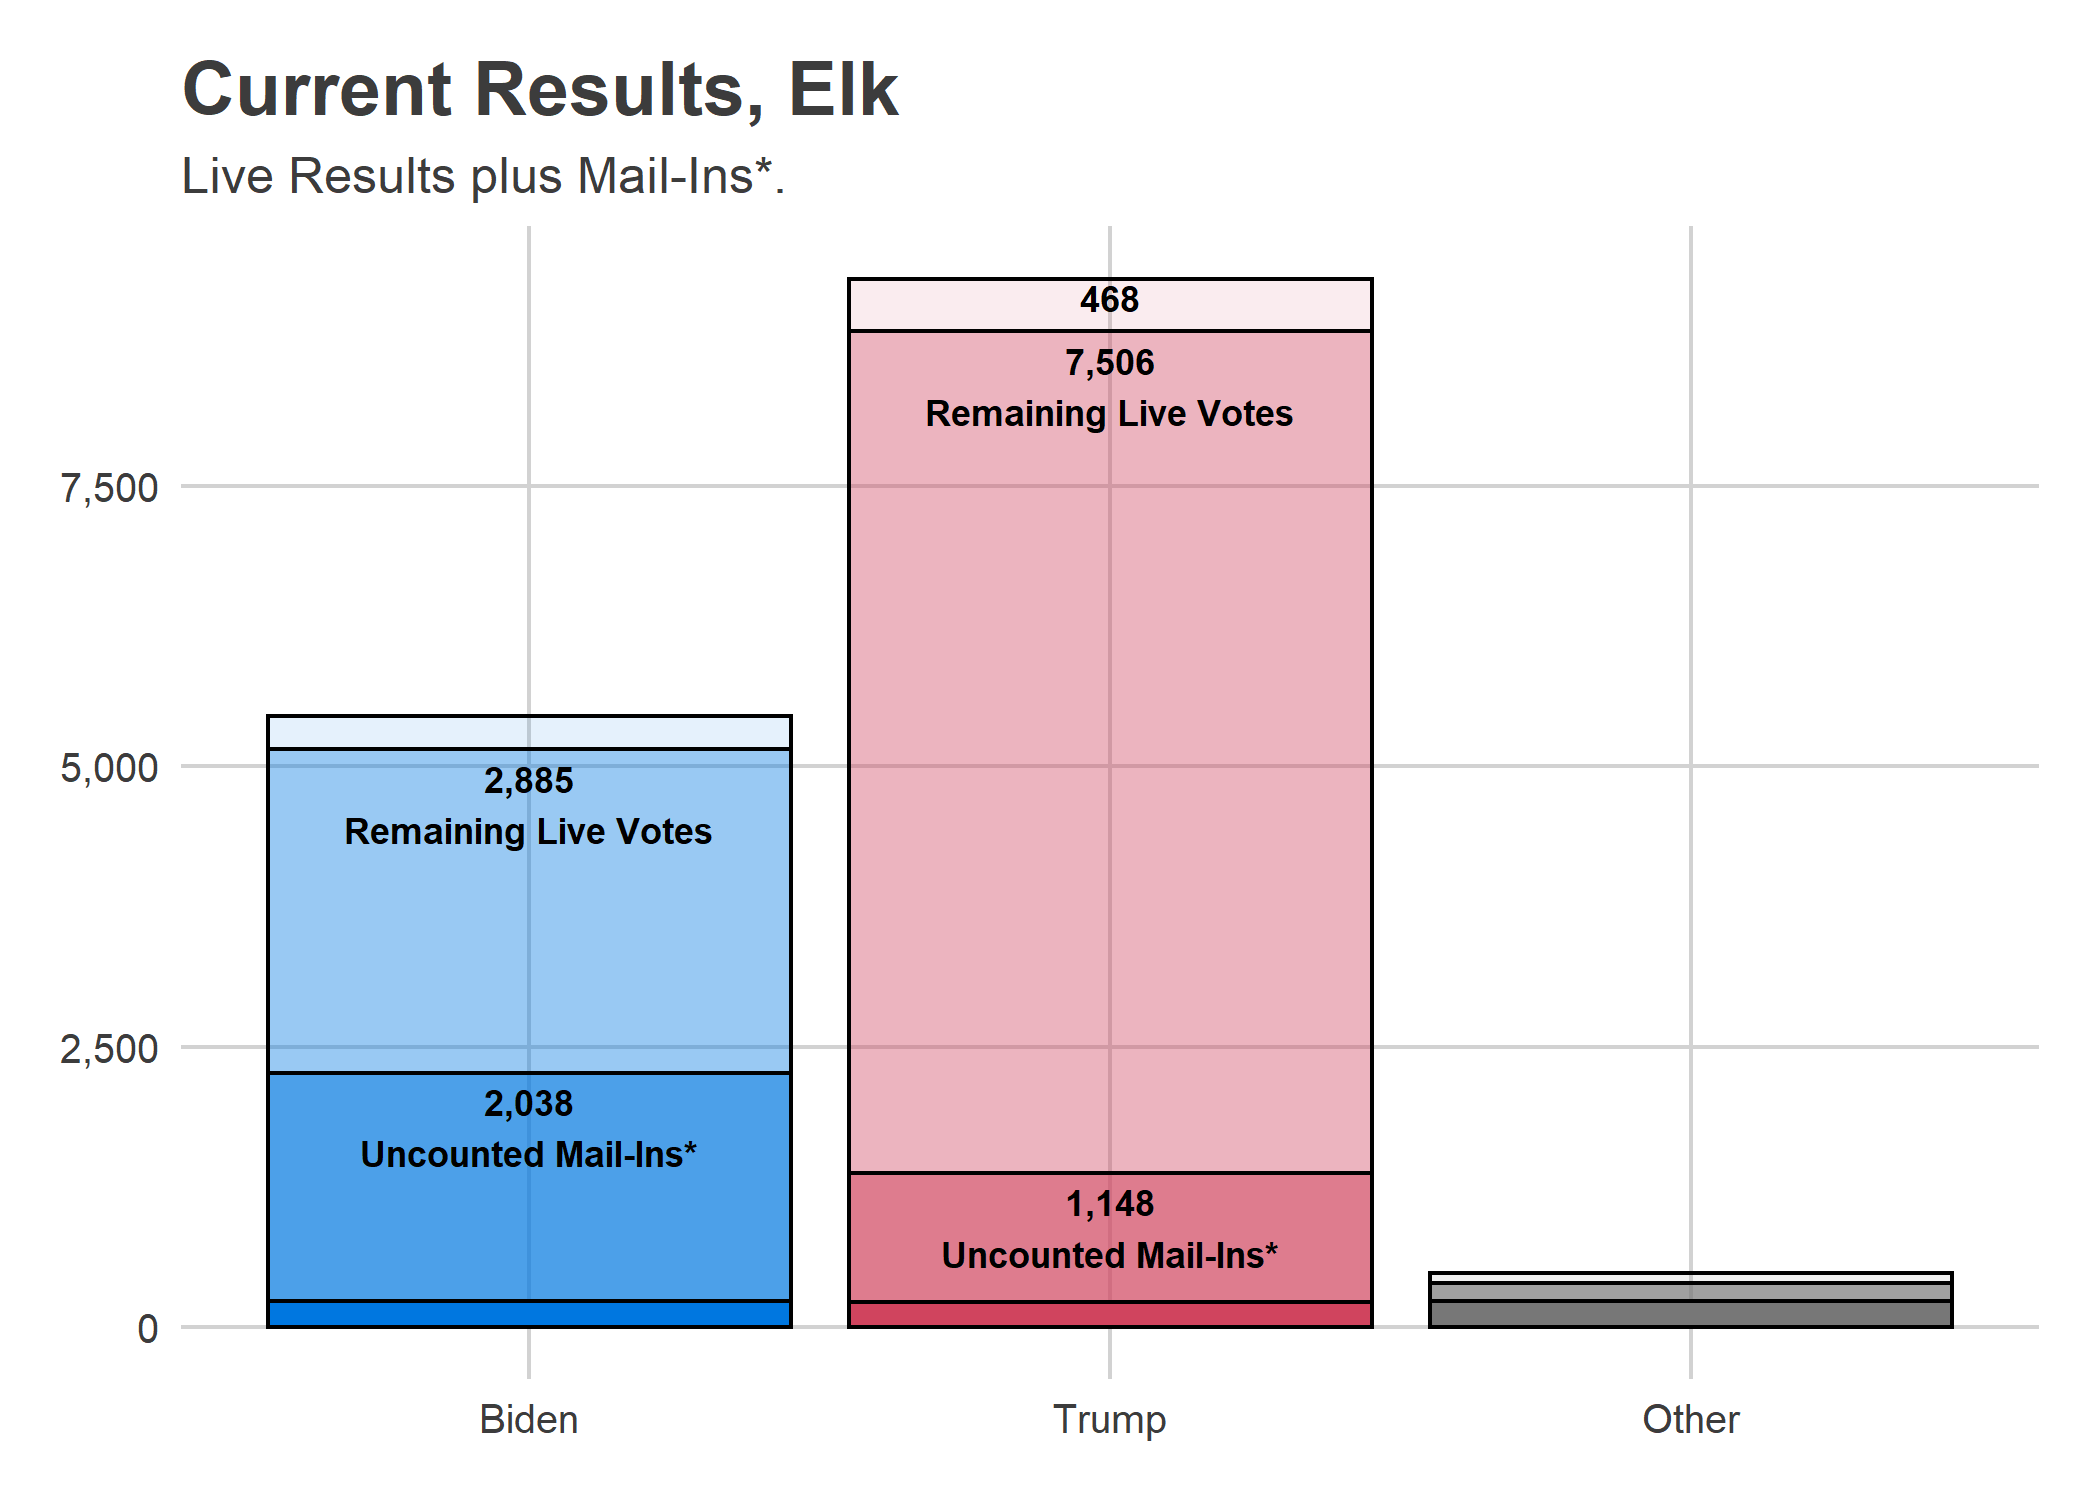 Current Results, Elk
Live Results plus Mail-Ins*.
468
7,506
Remaining Live Votes
7,500
5,000
2,885
Remaining Live Votes
2,500
2,038
Uncounted Mail-Ins*
1,148
Uncounted Mail-Ins*
0
Biden
Trump
Other